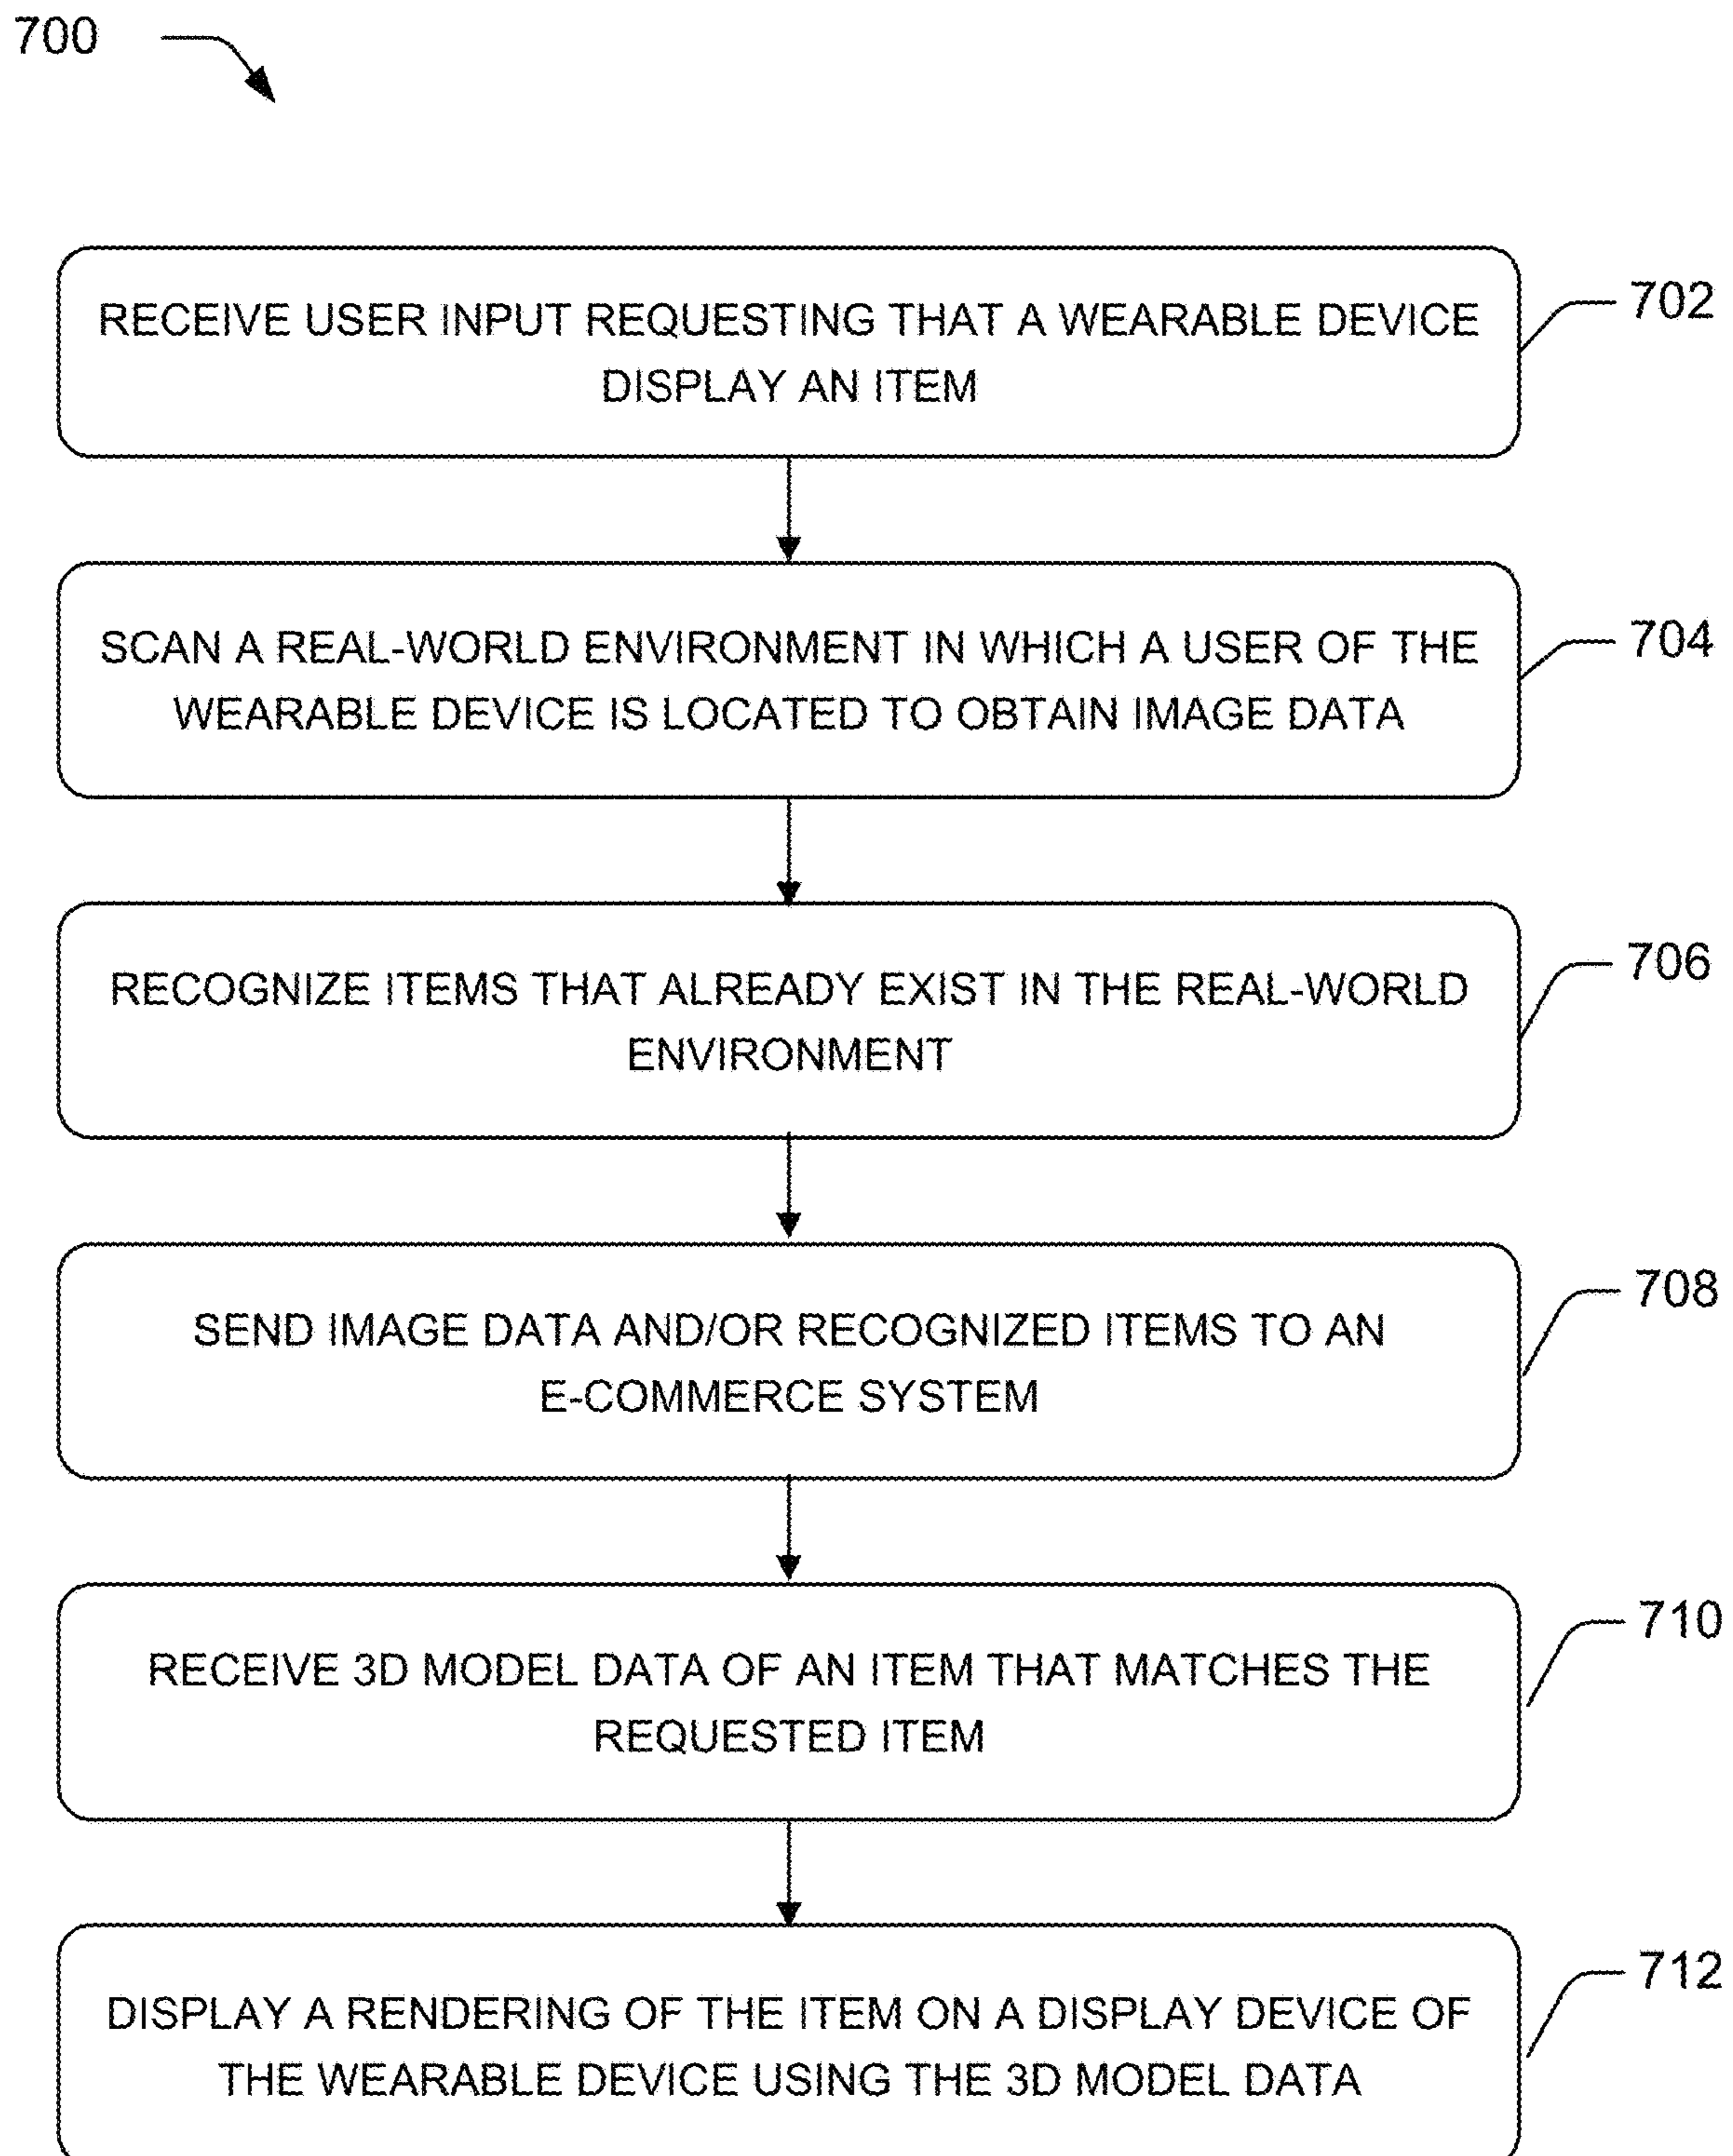 700
RECEIVE USER INPUT REQUESTING THAT A WEARABLE DEVICE
DISPLAY AN ITEM
702
SCAN A REAL-WORLD ENVIRONMENT IN WHICH A USER OF THE
WEARABLE DEVICE IS LOCATED TO OBTAIN IMAGE DATA
704
RECOGNIZE ITEMS THAT ALREADY EXIST IN THE REAL-WORLD
ENVIRONMENT
706
SEND IMAGE DATA AND/OR RECOGNIZED ITEMS TO AN
E-COMMERCE SYSTEM
708
RECEIVE 3D MODEL DATA OF AN ITEM THAT MATCHES THE
REQUESTED ITEM
710
DISPLAY A RENDERING OF THE ITEM ON A DISPLAY DEVICE OF
THE WEARABLE DEVICE USING THE 3D MODEL DATA
712